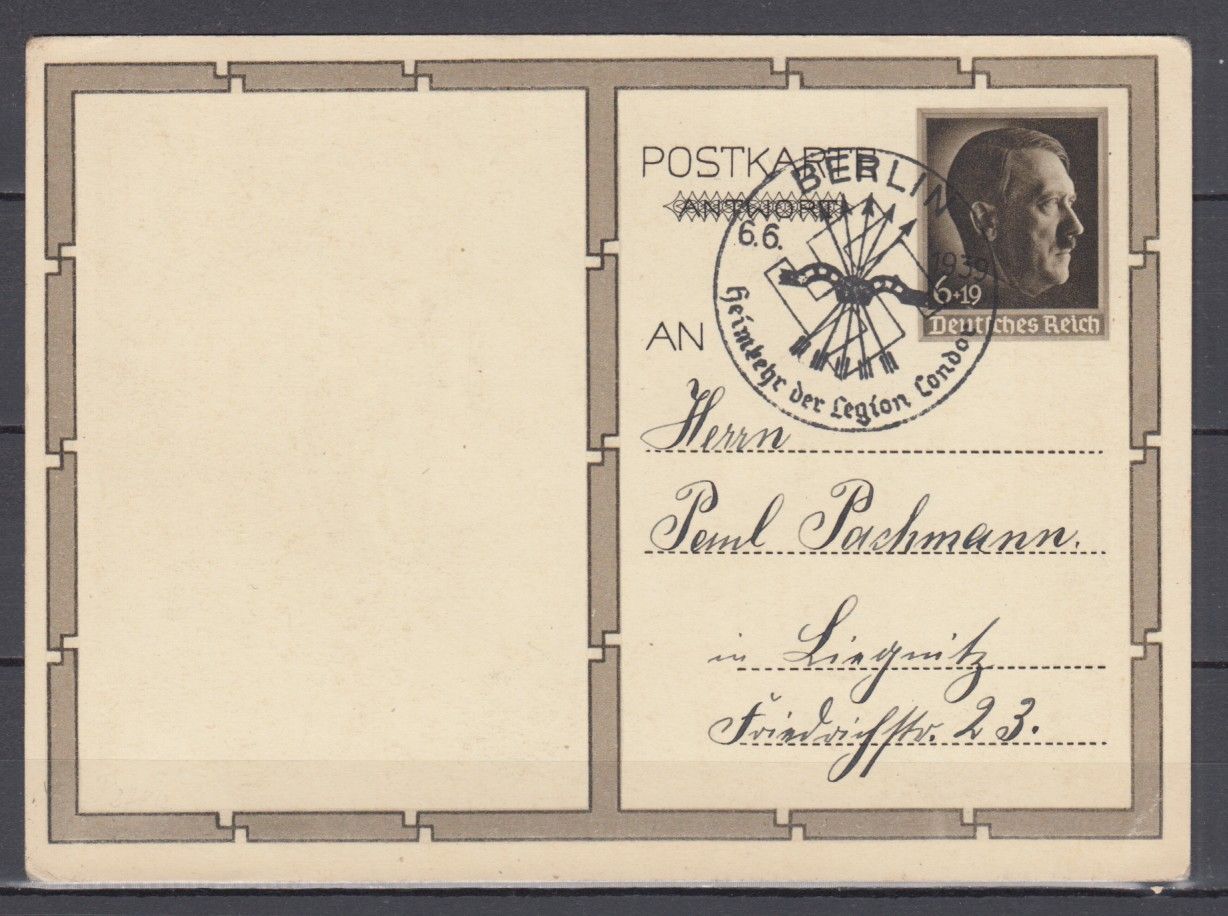 POSTKARTE
ANTWORT
BERLIN
6.6. 1939
Heimkehr der Legion Condor
6+19
Deutsches Reich
AN
Herrn
Paul Pachmann.
in Liegnitz
Friedrichstr. 23.